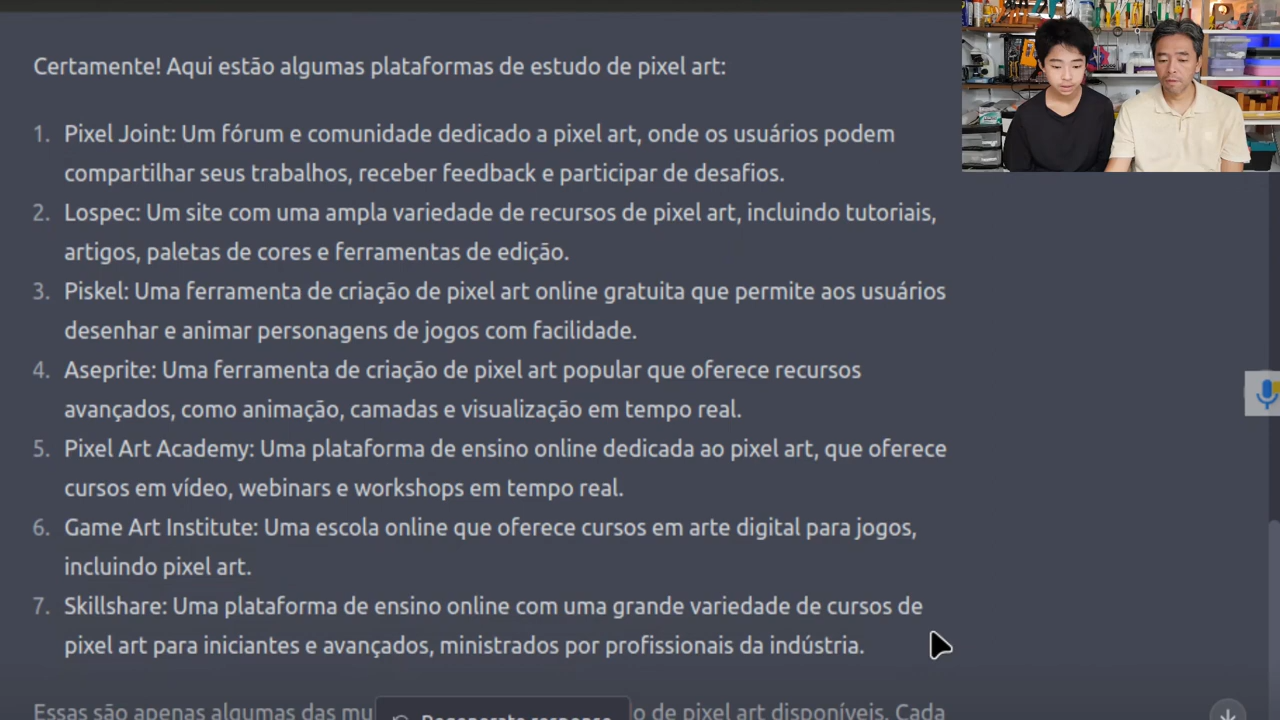 Certamente! Aqui estão algumas plataformas de estudo de pixel art:
1. Pixel Joint: Um fórum e comunidade dedicado a pixel art, onde os usuários podem
compartilhar seus trabalhos, receber feedback e participar de desafios.
2. Lospec: Um site com uma ampla variedade de recursos de pixel art, incluindo tutoriais,
artigos, paletas de cores e ferramentas de edição.
3. Piskel: Uma ferramenta de criação de pixel art online gratuita que permite aos usuários
desenhar e animar personagens de jogos com facilidade.
4. Aseprite: Uma ferramenta de criação de pixel art popular que oferece recursos
avançados, como animação, camadas e visualização em tempo real.
5. Pixel Art Academy: Uma plataforma de ensino online dedicada ao pixel art, que oferece
cursos em vídeo, webinars e workshops em tempo real.
6. Game Art Institute: Uma escola online que oferece cursos em arte digital para jogos,
incluindo pixel art.
7. Skillshare: Uma plataforma de ensino online com uma grande variedade de cursos de
pixel art para iniciantes e avançados, ministrados por profissionais da indústria.
Essas são apenas algumas das mu Regenerate response o de pixel art disponíveis. Cada